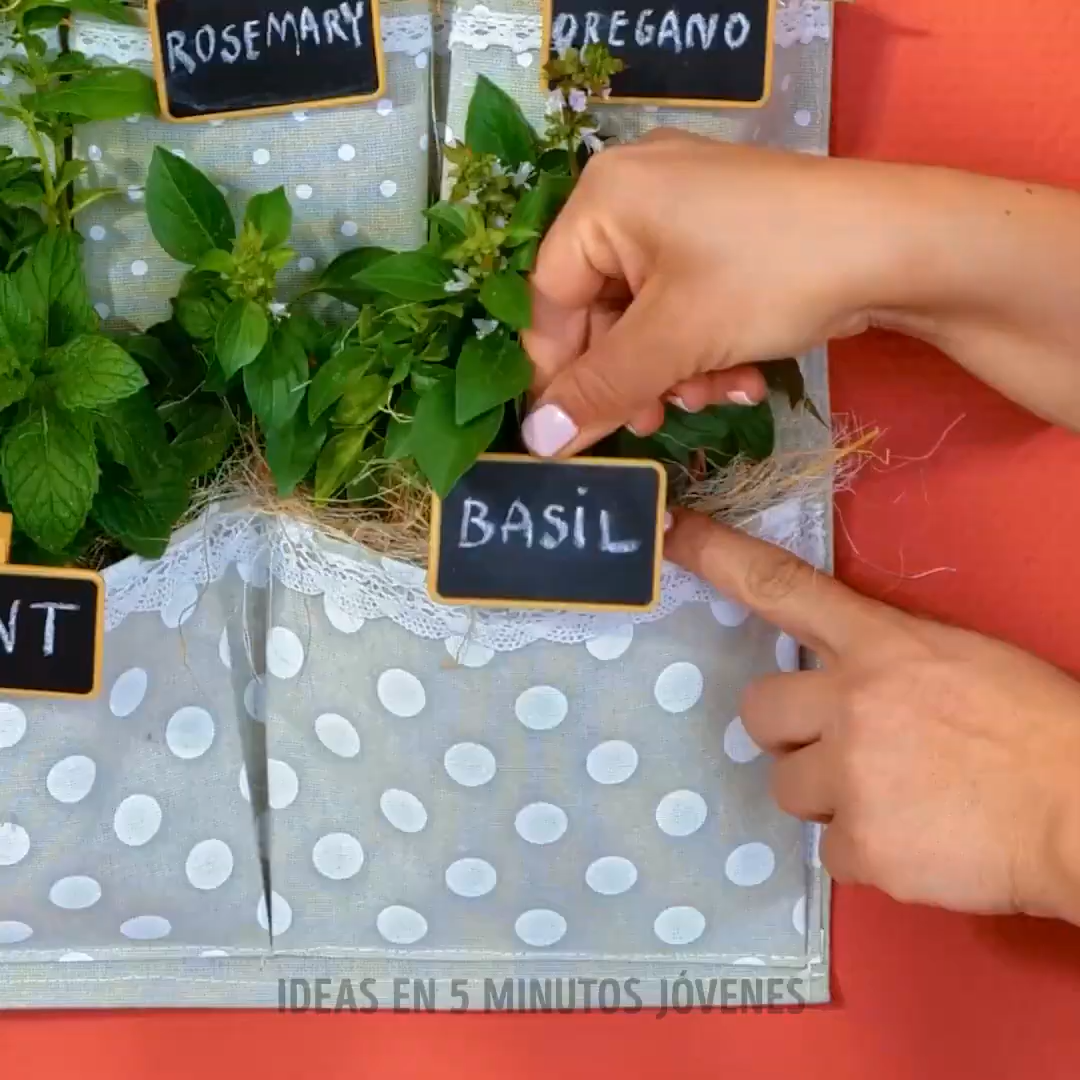 ROSEMARY
OREGANO
BASiL
NT
IDEAS EN 5 MINUTOS JÓVENES